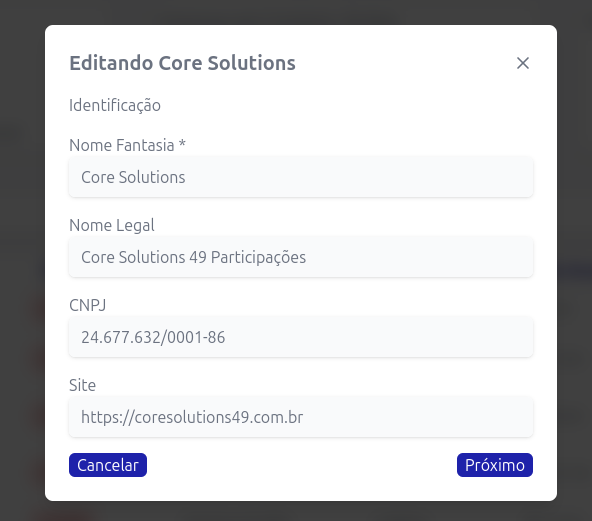 Editando Core Solutions
Identificação
Nome Fantasia *
Core Solutions
Nome Legal
Core Solutions 49 Participações
CNPJ
24.677.632/0001-86
Site
https://coresolutions49.com.br
Cancelar
Próximo